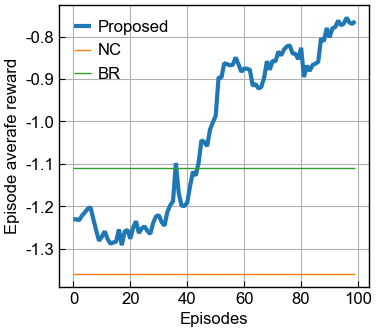 Proposed
NC
BR
-0.8
-0.9
-1.0
-1.1
-1.2
-1.3
Episode averafe reward
0 20 40 60 80 100
Episodes